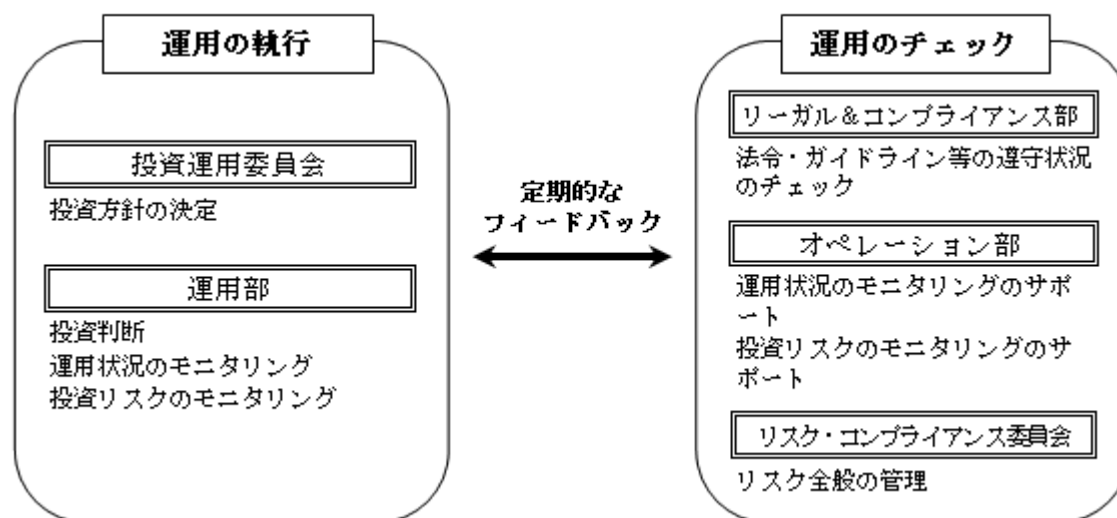 運用の執行
投資運用委員会
投資方針の決定
運用部
投資判断
運用状況のモニタリング
投資リスクのモニタリング
定期的な
フィードバック
運用のチェック
リーガル＆コンプライアンス部
法令・ガイドライン等の遵守状況
のチェック
オペレーション部
運用状況のモニタリングのサポ
ート
投資リスクのモニタリングのサ
ポート
リスク・コンプライアンス委員会
リスク全般の管理